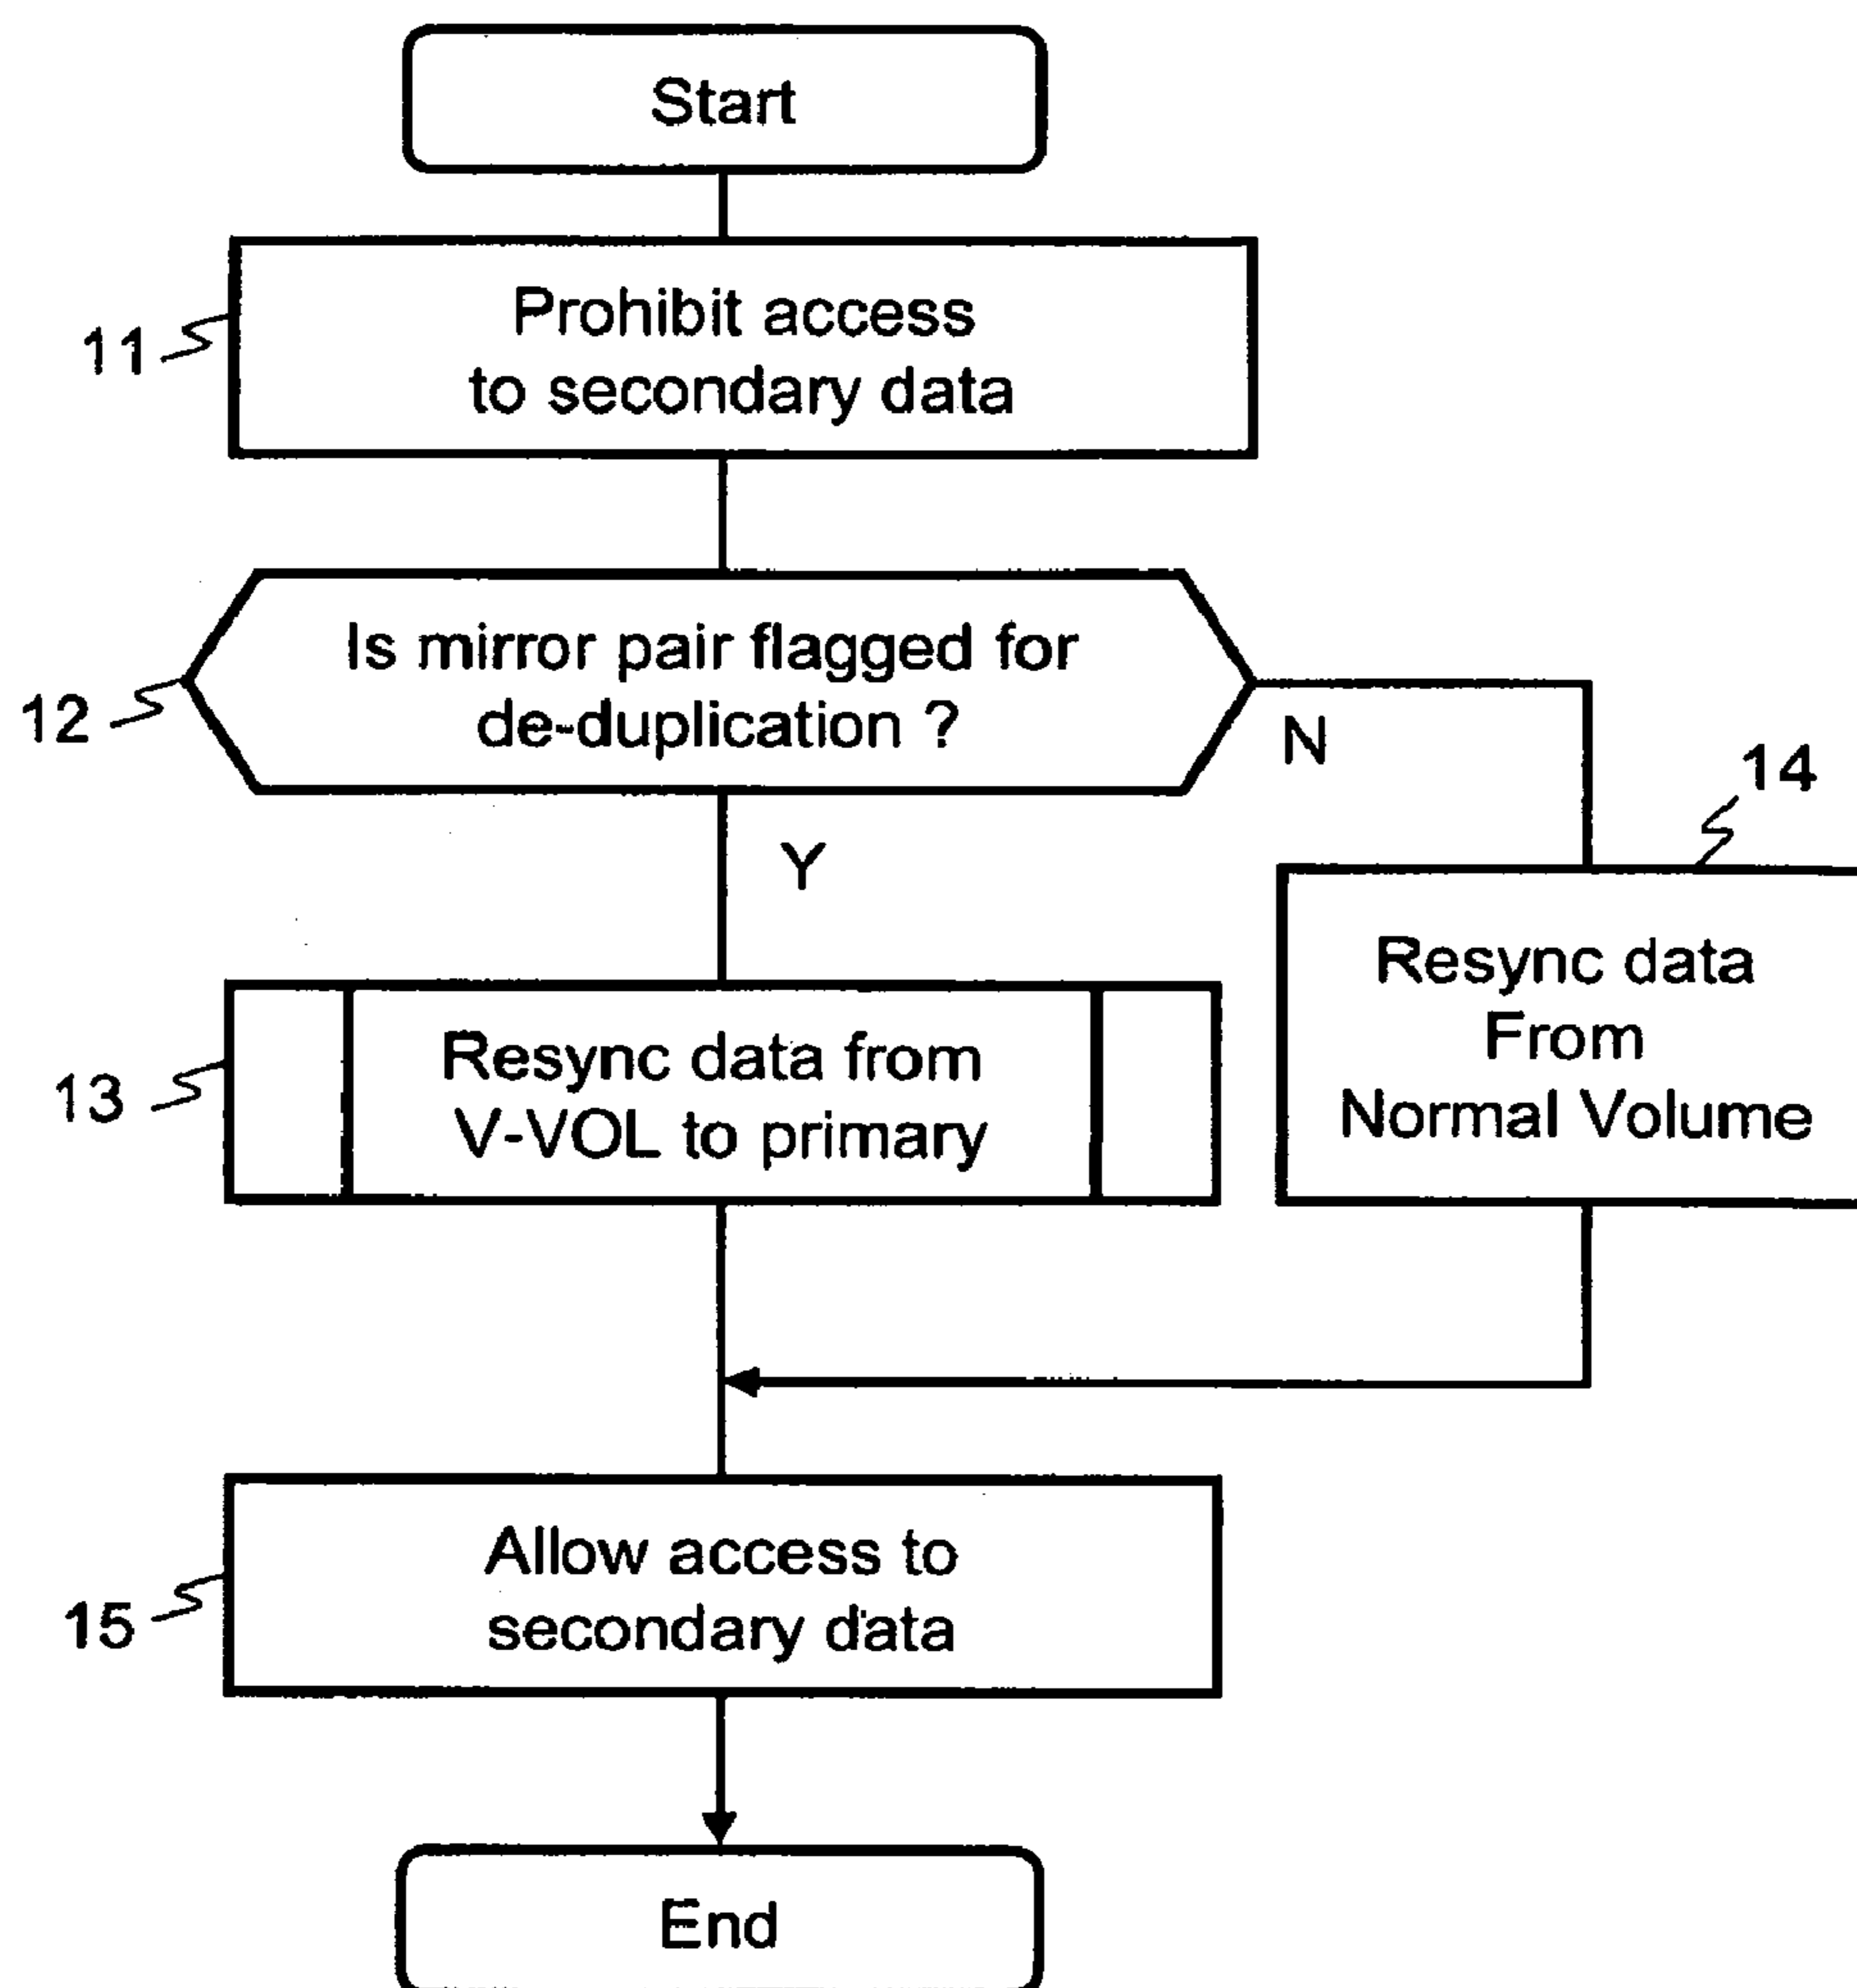 Start
11
Prohibit access
to secondary data
12
Is mirror pair flagged for
de-duplication ?
N
Y
14
Resync data
From
Normal Volume
13
Resync data from
V-VOL to primary
15
Allow access to
secondary data
End